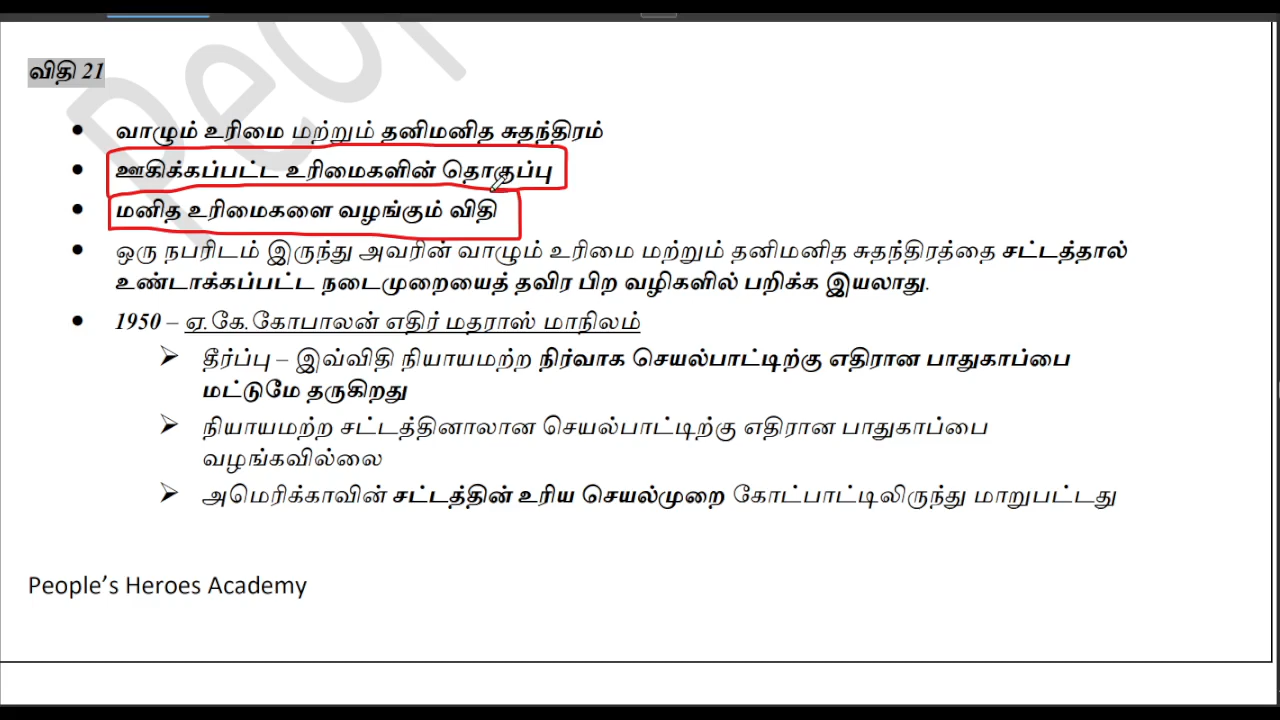 விதி 21
வாழும் உரிமை மற்றும் தனிமனித சுதந்திரம்
ஊகிக்கப்பட்ட உரிமைகளின் தொகுப்பு
மனித உரிமைகளை வழங்கும் விதி
ஒரு நபரிடம் இருந்து அவரின் வாழும் உரிமை மற்றும் தனிமனித சுதந்திரத்தை சட்டத்தால்
உண்டாக்கப்பட்ட நடைமுறையைத் தவிர பிற வழிகளில் பறிக்க இயலாது.
1950 – ஏ.கே.கோபாலன் எதிர் மதராஸ் மாநிலம்
தீர்ப்பு – இவ்விதி நியாயமற்ற நிர்வாக செயல்பாட்டிற்கு எதிரான பாதுகாப்பை
மட்டுமே தருகிறது
நியாயமற்ற சட்டத்தினாலான செயல்பாட்டிற்கு எதிரான பாதுகாப்பை
வழங்கவில்லை
அமெரிக்காவின் சட்டத்தின் உரிய செயல்முறை கோட்பாட்டிலிருந்து மாறுபட்டது
People's Heroes Academy